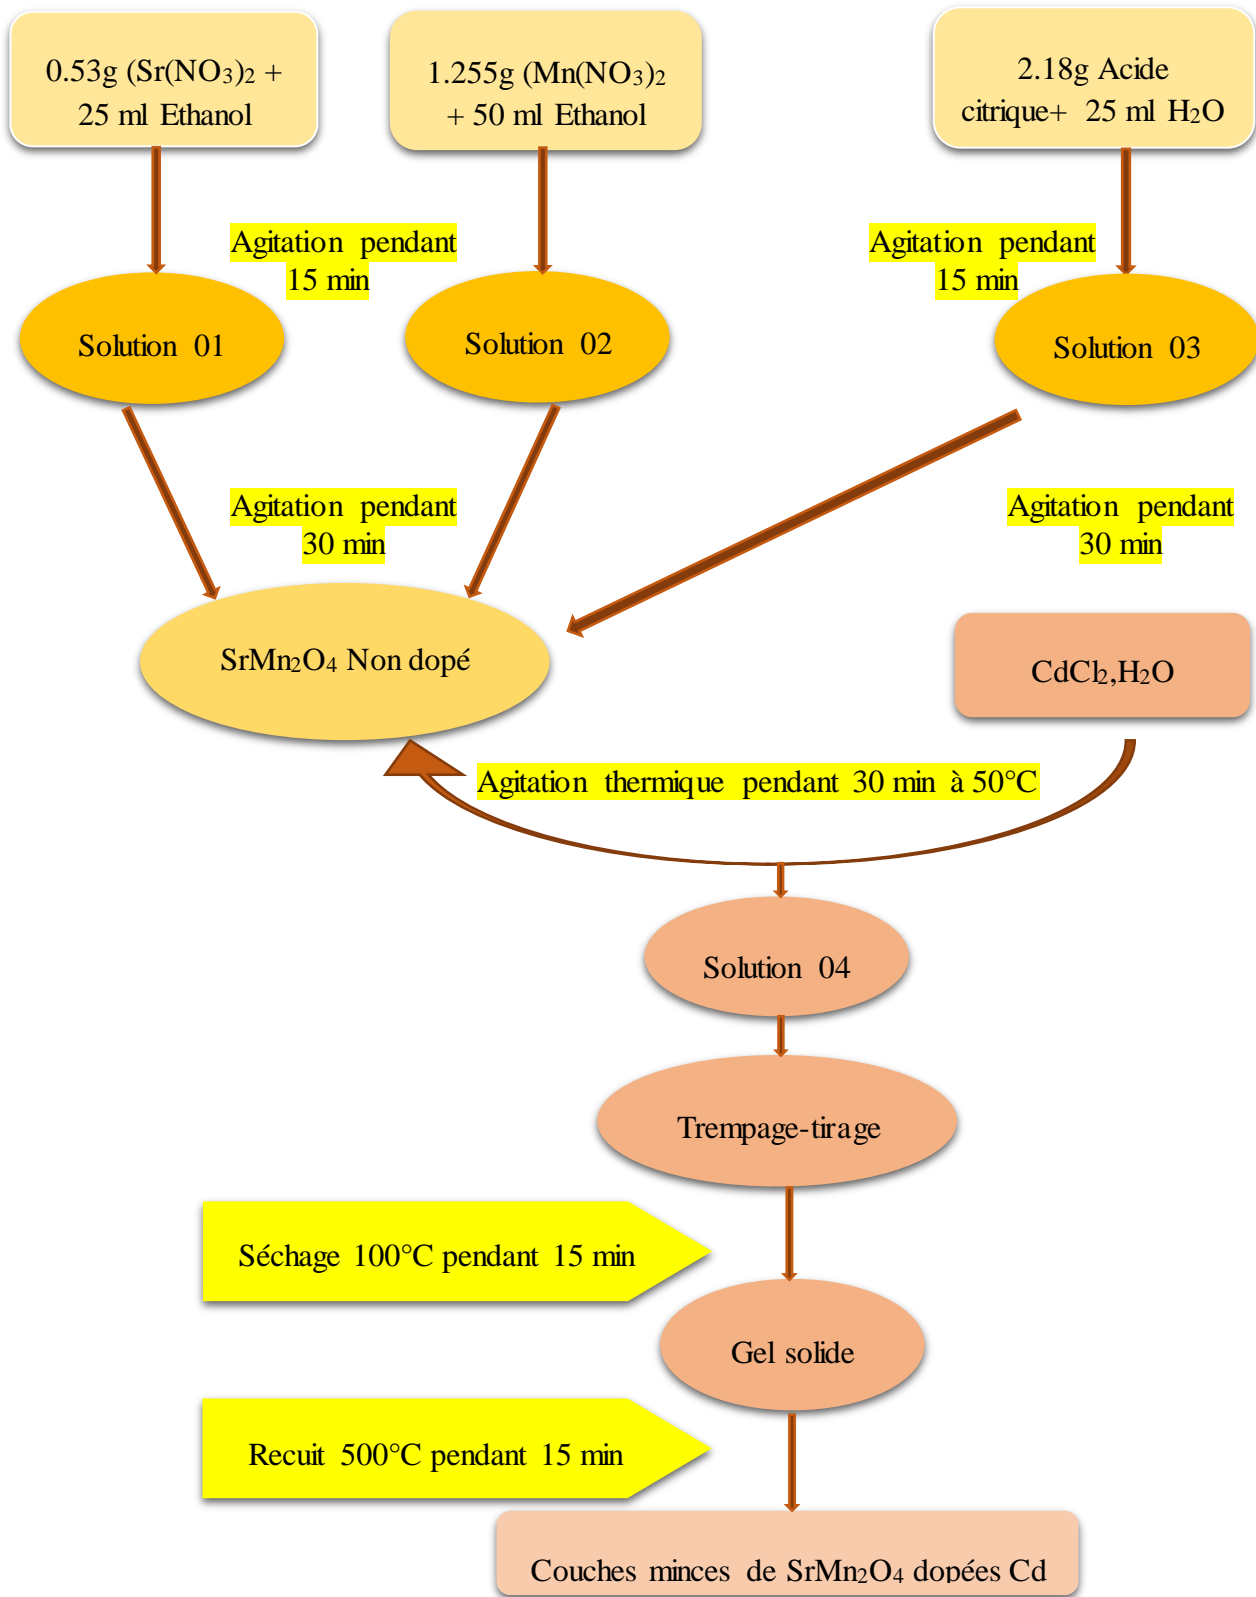 0.53g (Sr(NO₃)₂ +
25 ml Ethanol
1.255g (Mn(NO₃)₂
+ 50 ml Ethanol
2.18g Acide
citrique+ 25 ml H₂O
Agitation pendant
15 min
Agitation pendant
15 min
Solution 01
Solution 02
Solution 03
Agitation pendant
30 min
Agitation pendant
30 min
SrMn₂O₄ Non dopé
CdCl₂,H₂O
Agitation thermique pendant 30 min à 50°C
Solution 04
Trempage-tirage
Séchage 100°C pendant 15 min
Gel solide
Recuit 500°C pendant 15 min
Couches minces de SrMn₂O₄ dopées Cd